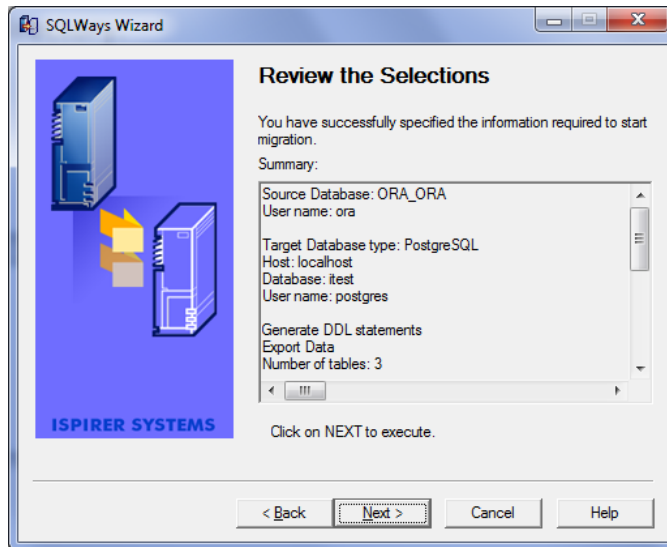 SQLWays Wizard
Review the Selections
You have successfully specified the information required to start
migration.
Summary:
Source Database: ORA_ORA
User name: ora
Target Database type: PostgreSQL
Host: localhost
Database: itest
User name: postgres
Generate DDL statements
Export Data
Number of tables: 3
ISPIRER SYSTEMS
Click on NEXT to execute.
< Back
Next >
Cancel
Help